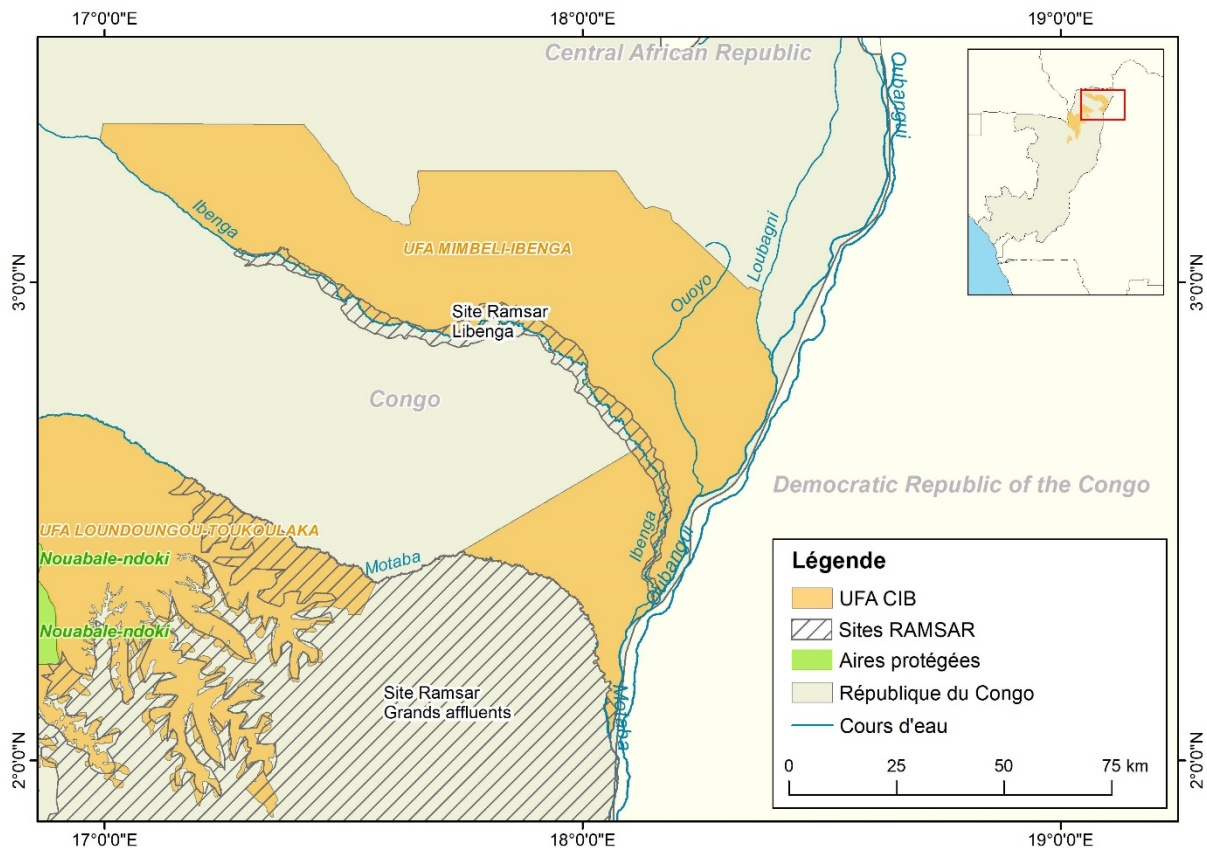 17°0'0"E 18°0'0"E 19°0'0"E
Central African Republic
Oubangui
Ibenga
UFA MIMBELI-IBENGA
Loubagni
Ouoyo
3°0'0"N
3°0'0"N
Site Ramsar
Libenga
Congo
Democratic Republic of the Congo
UFA LOUNDOUNGOU-TOUKOULAKA
Nouabale-ndoki
Motaba
Ibenga
Oubangui
Nouabale-ndoki
Site Ramsar
Grands affluents
Motaba
2°0'0"N
2°0'0"N
Légende
UFA CIB
Sites RAMSAR
Aires protégées
République du Congo
Cours d'eau
0 25 50 75 km
17°0'0"E 18°0'0"E 19°0'0"E